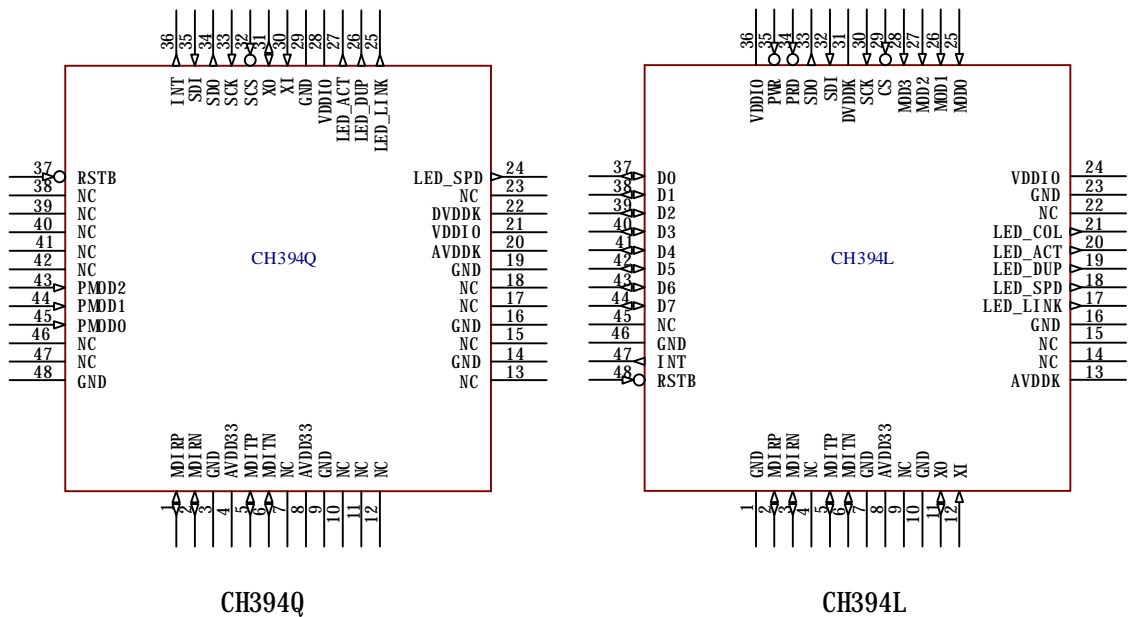 36 35 34 33 32 31 30 29 28 27 26 25
INT SDI SDO SCK SCS XO XI GND VDDIO LED_ACT LED_DUP LED_LINK
37 RSTB
38 NC
39 NC
40 NC
41 NC
42 NC
43 PMOD2
44 PMOD1
45 PMOD0
46 NC
47 NC
48 GND
CH394Q
LED_SPD 24
NC 23
DVDDK 22
VDDIO 21
AVDDK 20
GND 19
NC 18
NC 17
GND 16
NC 15
GND 14
NC 13
MDIRP MDIRN GND AVDD33 MDITP MDITN NC AVDD33 GND NC NC NC
1 2 3 4 5 6 7 8 9 10 11 12
CH394Q
36 35 34 33 32 31 30 29 28 27 26 25
VDDIO PWR PRD SDO SDI DVDDK SCK CS MOD3 MOD2 MOD1 MOD0
37 D0
38 D1
39 D2
40 D3
41 D4
42 D5
43 D6
44 D7
45 NC
46 GND
47 INT
48 RSTB
CH394L
VDDIO 24
GND 23
NC 22
LED_COL 21
LED_ACT 20
LED_DUP 19
LED_SPD 18
LED_LINK 17
GND 16
NC 15
NC 14
AVDDK 13
GND MDIRP MDIRN NC MDITP MDITN GND AVDD33 NC GND XO XI
1 2 3 4 5 6 7 8 9 10 11 12
CH394L